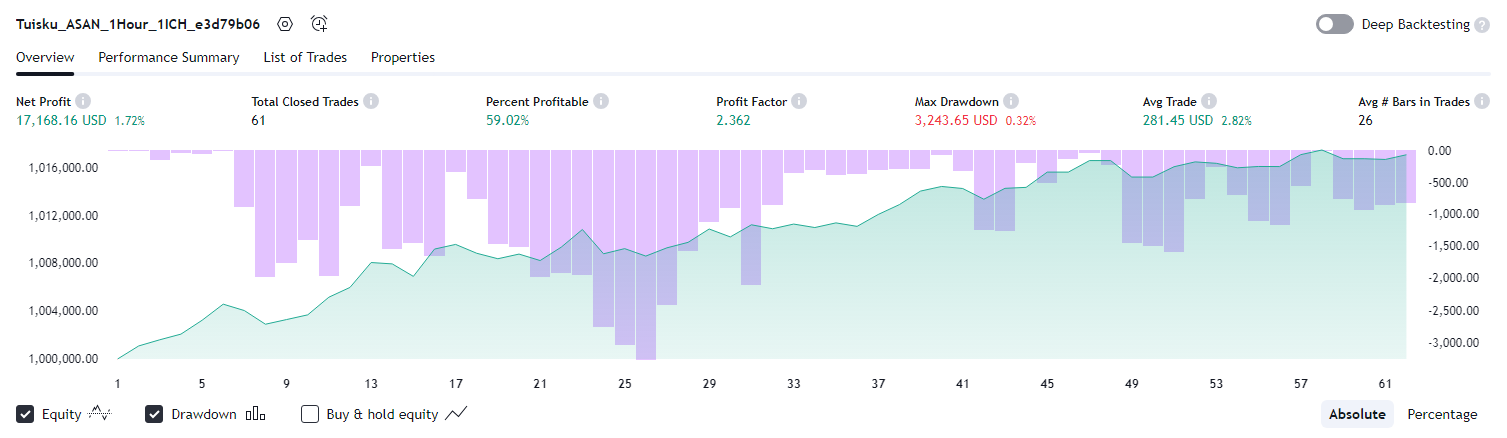 Tuisku_ASAN_1Hour_1ICH_e3d79b06 Deep Backtesting ?
Overview Performance Summary List of Trades Properties
Net Profit i Total Closed Trades i Percent Profitable i Profit Factor i Max Drawdown i Avg Trade i Avg # Bars in Trades i
17,168.16 USD 1.72% 61 59.02% 2.362 3,243.65 USD 0.32% 281.45 USD 2.82% 26
0.00
1,016,000.00
-500.00
1,012,000.00 -1,000.00
-1,500.00
1,008,000.00
-2,000.00
1,004,000.00 -2,500.00
-3,000.00
1,000,000.00
1 5 9 13 17 21 25 29 33 37 41 45 49 53 57 61
Equity Drawdown Buy & hold equity Absolute Percentage